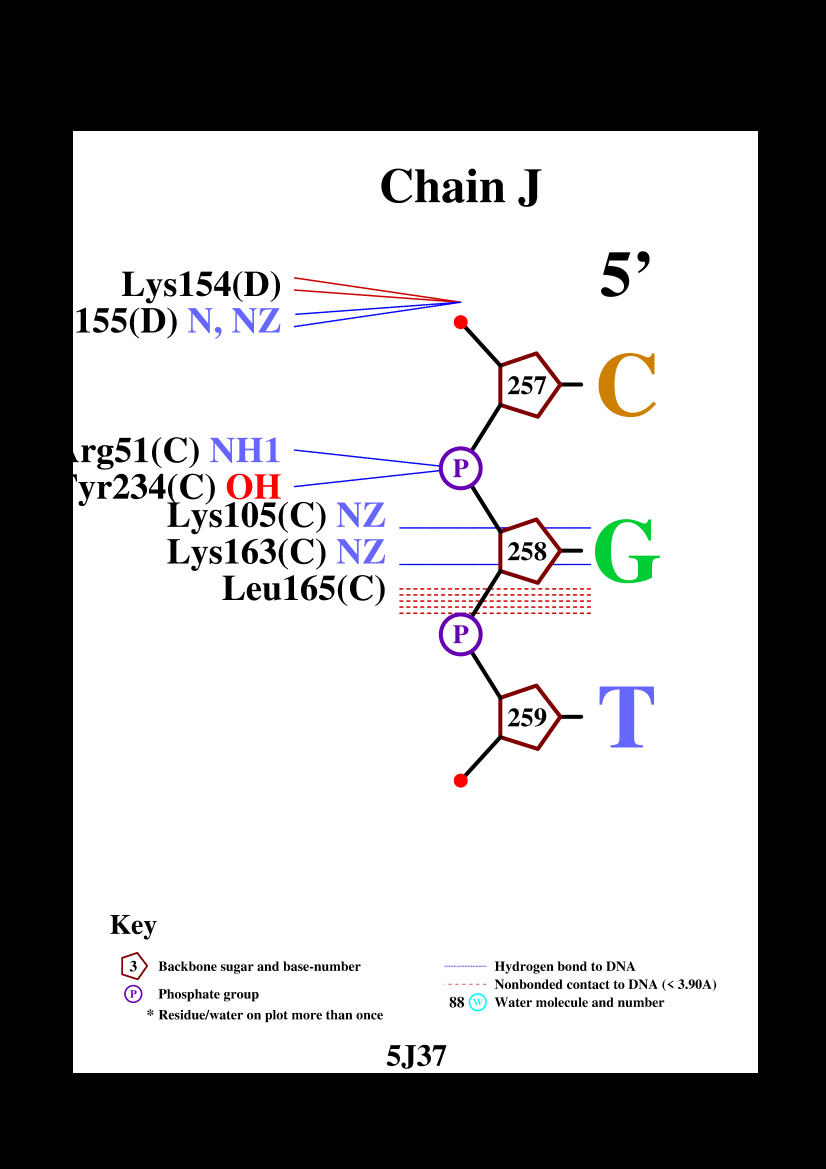 Chain J
5’
Lys154(D)
155(D) N, NZ
257 C
Arg51(C) NH1
P
Tyr234(C) OH
Lys105(C) NZ
Lys163(C) NZ
258 G
Leu165(C)
P
259 T
Key
3 Backbone sugar and base-number
P Phosphate group
* Residue/water on plot more than once
Hydrogen bond to DNA
Nonbonded contact to DNA (< 3.90A)
88 W Water molecule and number
5J37